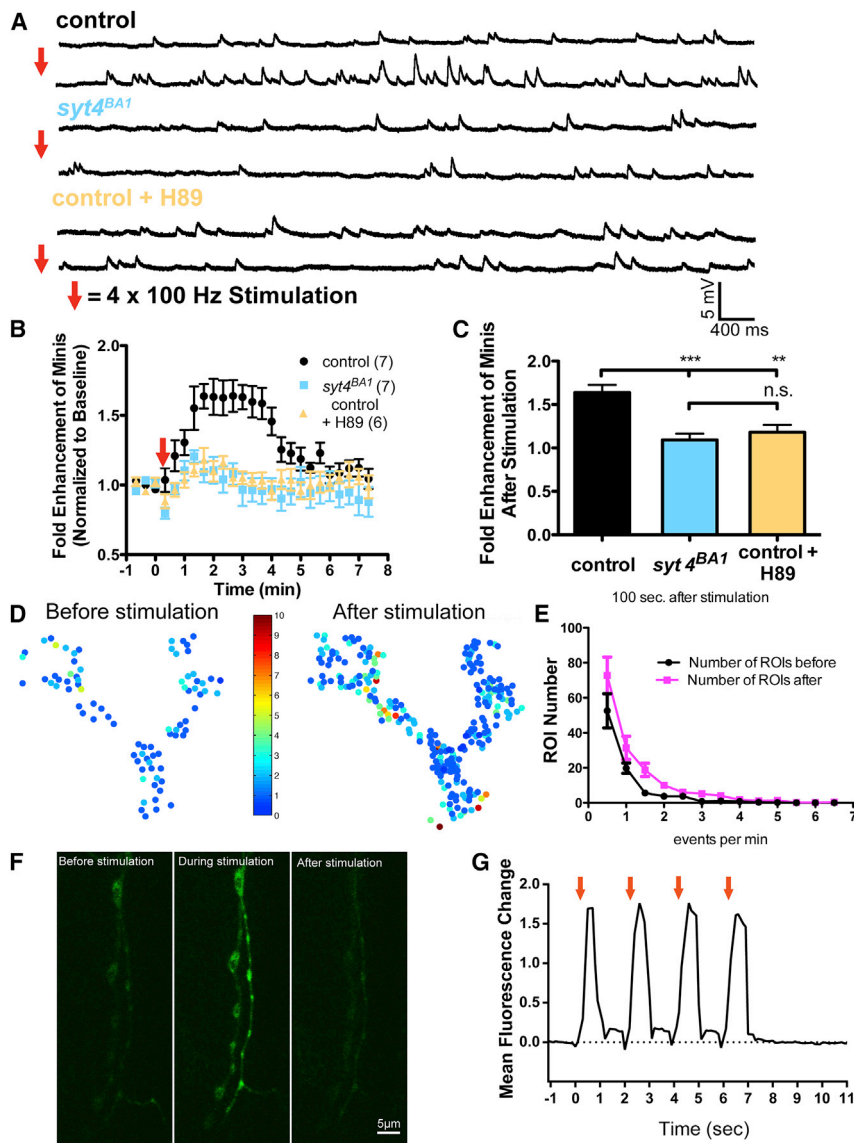 A
control
syt4BA1
control + H89
= 4 x 100 Hz Stimulation
5 mV
400 ms
B
Fold Enhancement of Minis
(Normalized to Baseline)
2.0
1.5
1.0
0.5
control (7)
syt4BA1 (7)
control
+ H89 (6)
-1 0 1 2 3 4 5 6 7 8
Time (min)
C
Fold Enhancement of Minis
After Stimulation
2.0
1.5
1.0
0.5
0.0
***
**
n.s.
control
syt 4BA1
control +
H89
100 sec. after stimulation
D
Before stimulation
After stimulation
10
9
8
7
6
5
4
3
2
1
0
E
ROI Number
100
80
60
40
20
0
Number of ROIs before
Number of ROIs after
0 1 2 3 4 5 6 7
events per min
F
Before stimulation
During stimulation
After stimulation
5µm
G
Mean Fluorescence Change
2.0
1.5
1.0
0.5
0.0
-1 0 1 2 3 4 5 6 7 8 9 10 11
Time (sec)